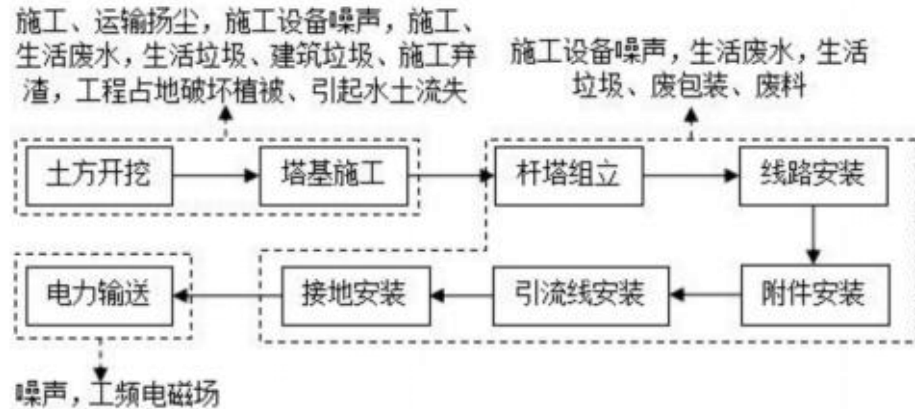 施工、运输扬尘，施工设备噪声，施工、
生活废水，生活垃圾、建筑垃圾、施工弃
渣，工程占地破坏植被、引起水土流失
施工设备噪声，生活废水，生活
垃圾、废包装、废料
土方开挖
塔基施工
杆塔组立
线路安装
电力输送
接地安装
引流线安装
附件安装
噪声，工频电磁场